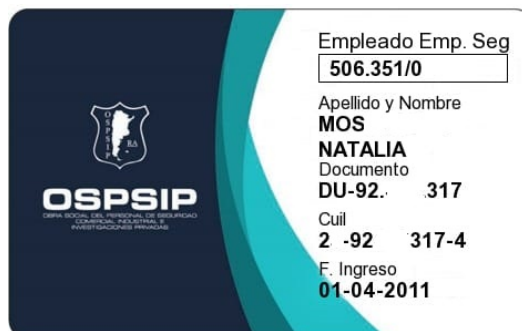 OSPSIP
RA
OSPSIP
OBRA SOCIAL DEL PERSONAL DE SEGURIDAD
COMERCIAL, INDUSTRIAL E
INVESTIGACIONES PRIVADAS
Empleado Emp. Seg
506.351/0
Apellido y Nombre
MOS
NATALIA
Documento
DU-92. .317
Cuil
2 -92 317-4
F. Ingreso
01-04-2011